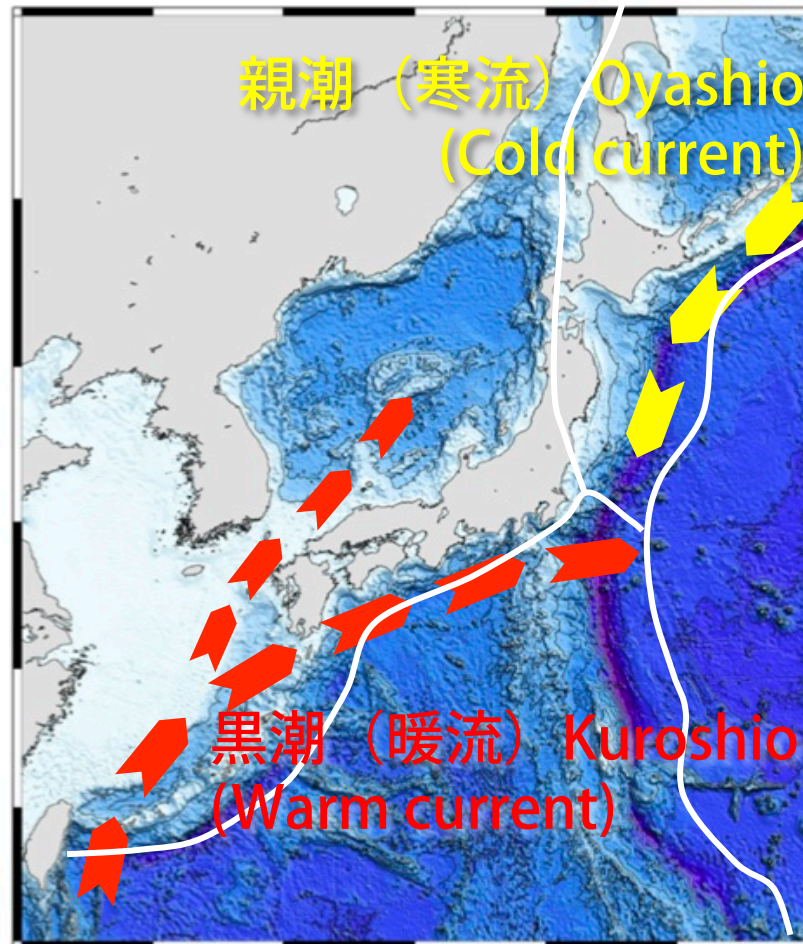 親潮（寒流）Oyashio
(Cold current)
黒潮（暖流）Kuroshio
(Warm current)